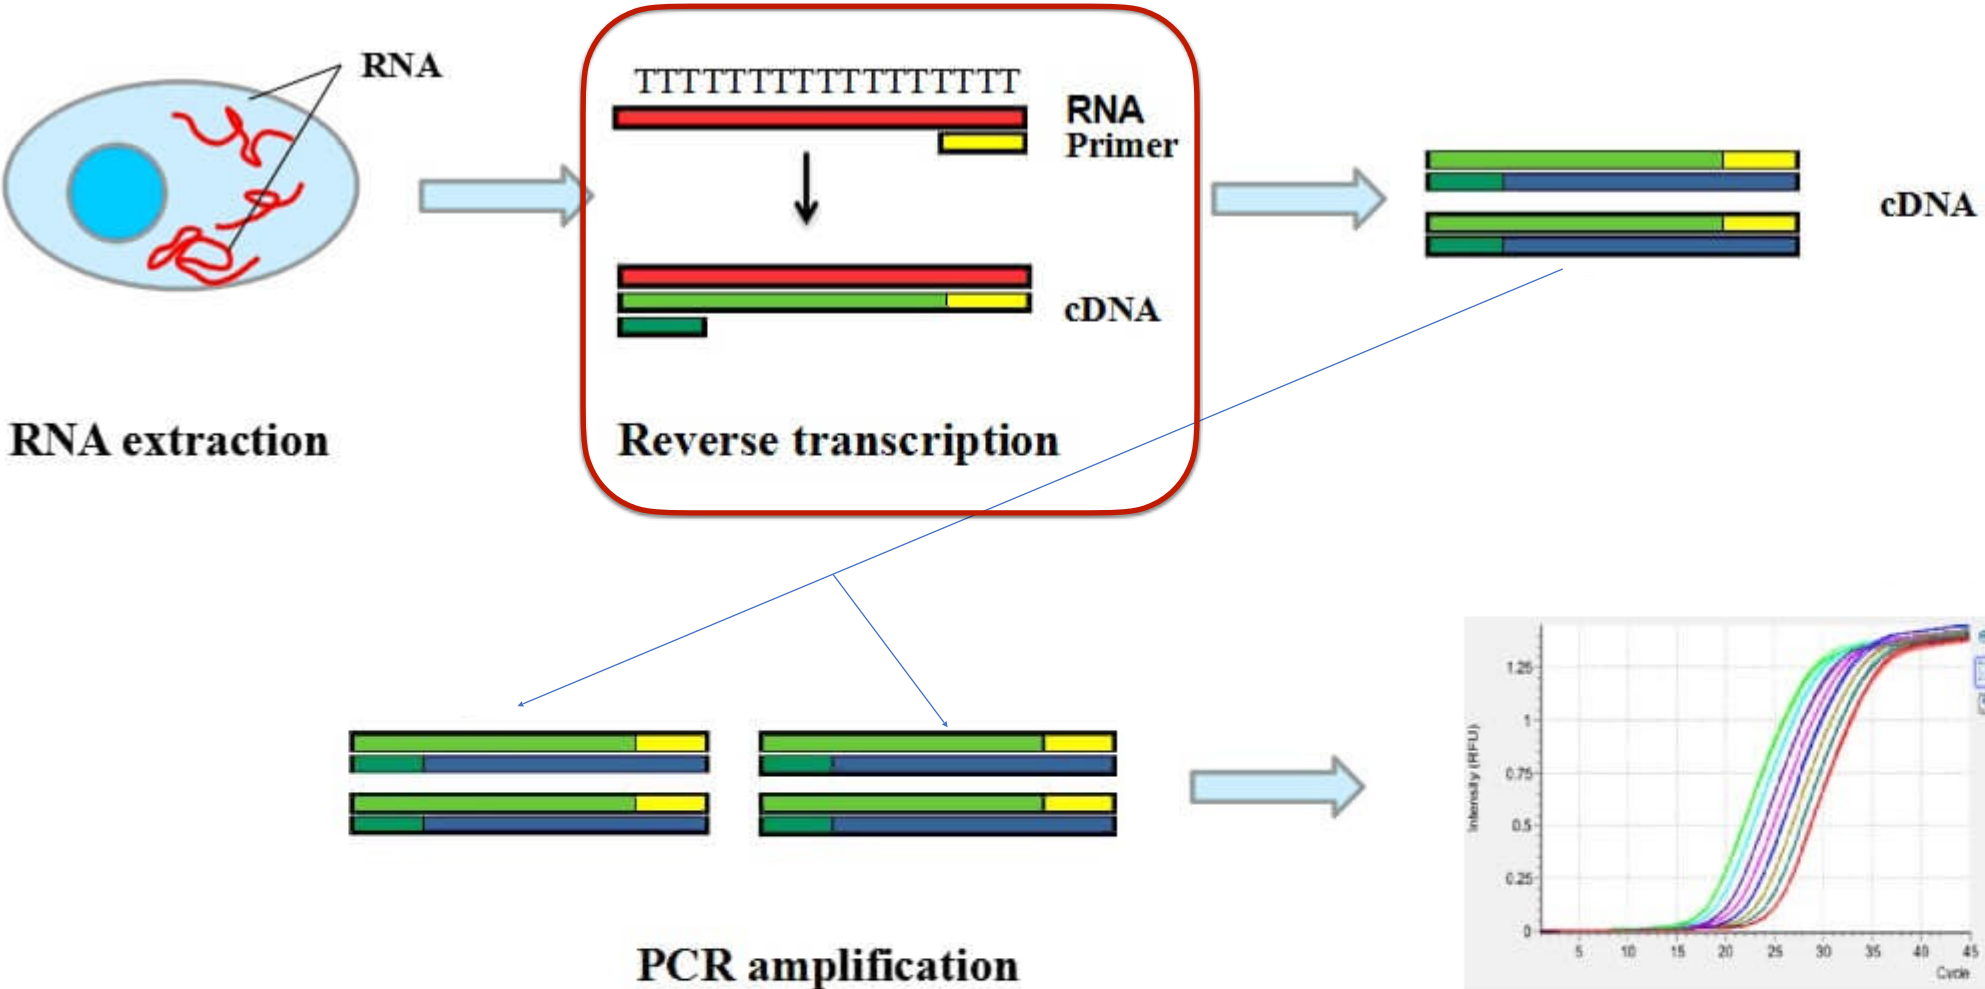 RNA
TTTTTTTTTTTTTTTTTTTTTT
RNA
Primer
cDNA
cDNA
RNA extraction
Reverse transcription
PCR amplification
Intensity (RFU)
1.25
1
0.75
0.5
0.25
0
5 10 15 20 25 30 35 40 45
Cycle